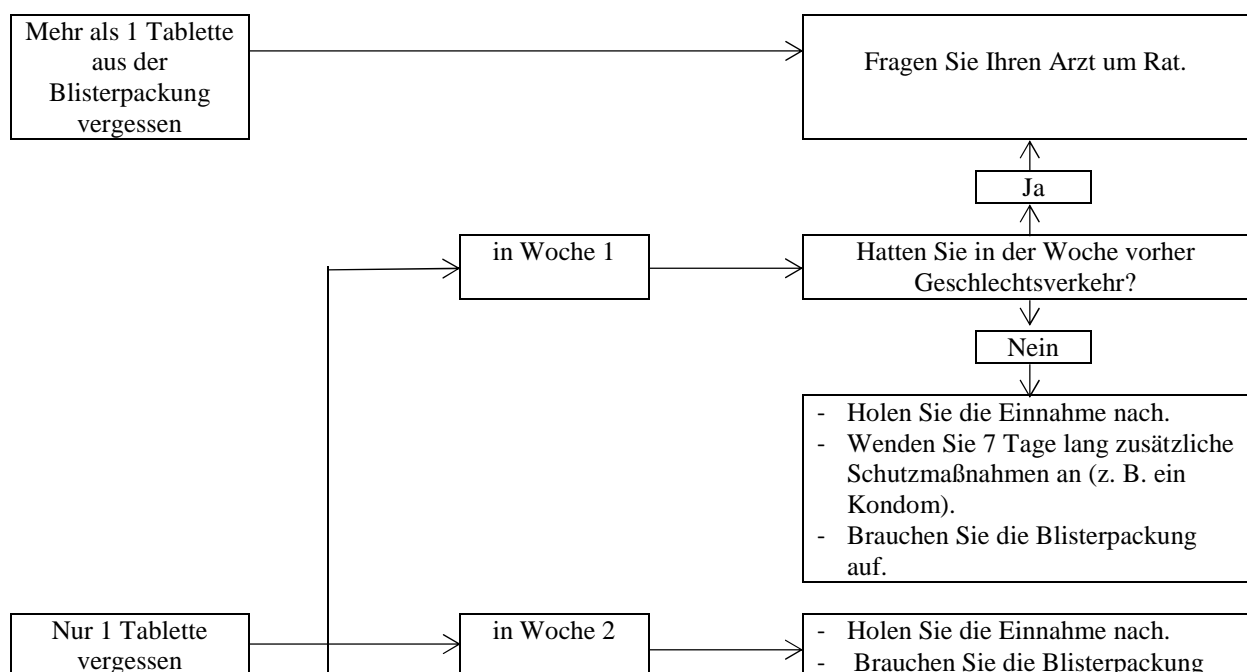 Mehr als 1 Tablette
aus der
Blisterpackung
vergessen
Fragen Sie Ihren Arzt um Rat.
Ja
in Woche 1
Hatten Sie in der Woche vorher
Geschlechtsverkehr?
Nein
- Holen Sie die Einnahme nach.
- Wenden Sie 7 Tage lang zusätzliche
Schutzmaßnahmen an (z. B. ein
Kondom).
- Brauchen Sie die Blisterpackung
auf.
Nur 1 Tablette
vergessen
in Woche 2
- Holen Sie die Einnahme nach.
- Brauchen Sie die Blisterpackung